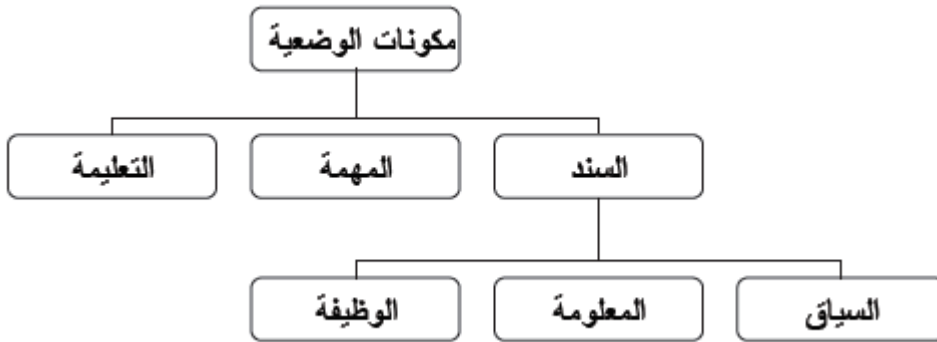 مكونات الوضعية
السند
المهمة
التعليمة
السياق
المعلومة
الوظيفة